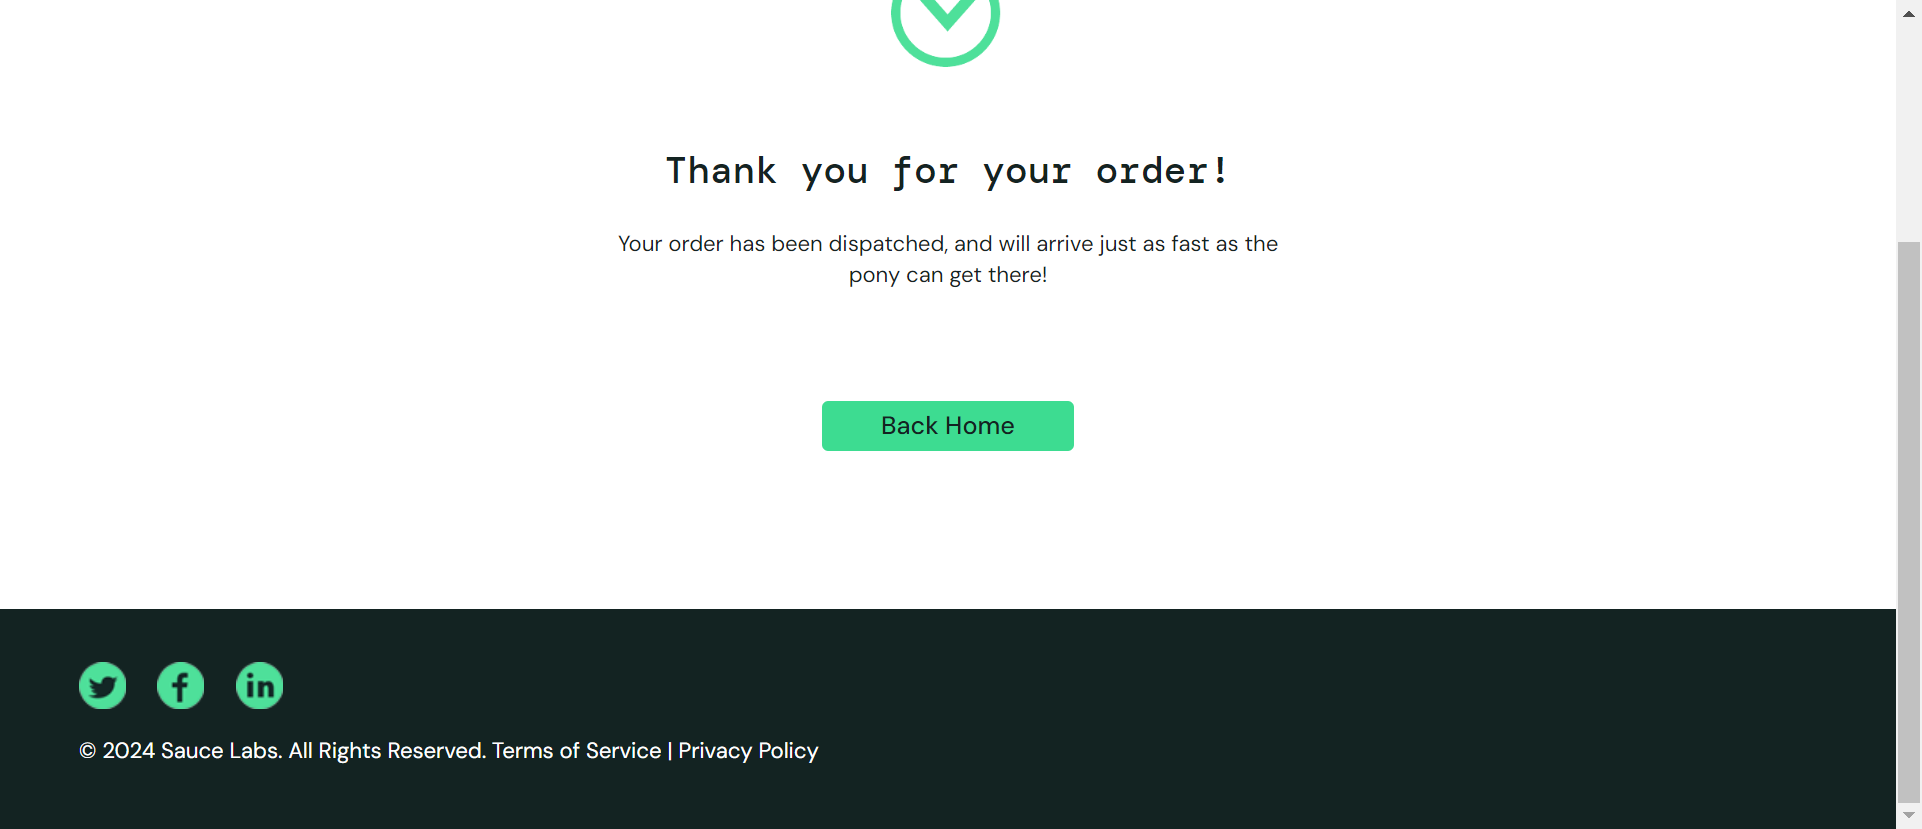 Thank you for your order!
Your order has been dispatched, and will arrive just as fast as the
pony can get there!
Back Home
© 2024 Sauce Labs. All Rights Reserved. Terms of Service | Privacy Policy